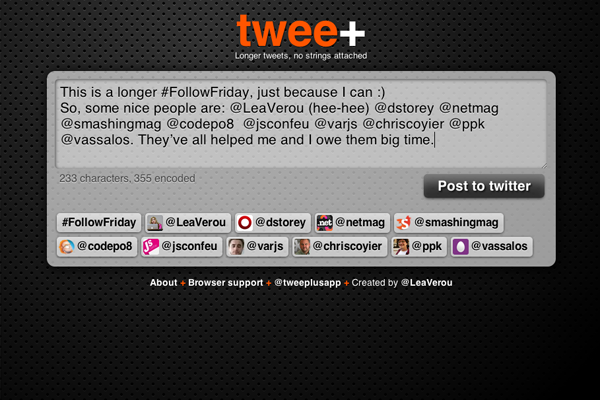 twee+
Longer tweets, no strings attached
This is a longer #FollowFriday, just because I can :)
So, some nice people are: @LeaVerou (hee-hee) @dstorey @netmag
@smashingmag @codepo8  @jsconfeu @varjs @chriscoyier @ppk
@vassalos. They’ve all helped me and I owe them big time.
233 characters, 355 encoded
Post to twitter
#FollowFriday @LeaVerou @dstorey .net @netmag @smashingmag
@codepo8 JS @jsconfeu @varjs @chriscoyier @ppk @vassalos
About + Browser support + @tweeplusapp + Created by @LeaVerou